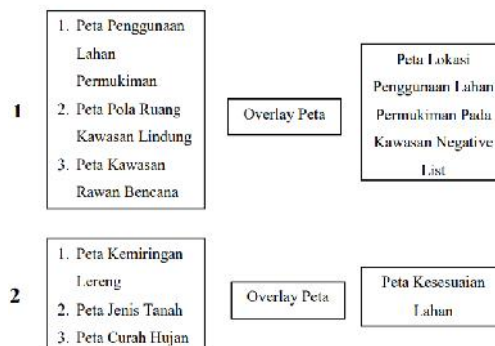 1
1. Peta Penggunaan
Lahan
Permukiman
2. Peta Pola Ruang
Kawasan Lindung
3. Peta Kawasan
Rawan Bencana
Overlay Peta
Peta Lokasi
Penggunaan Lahan
Permukiman Pada
Kawasan Negative
List
2
1. Peta Kemiringan
Lereng
2. Peta Jenis Tanah
3. Peta Curah Hujan
Overlay Peta
Peta Kesesuaian
Lahan